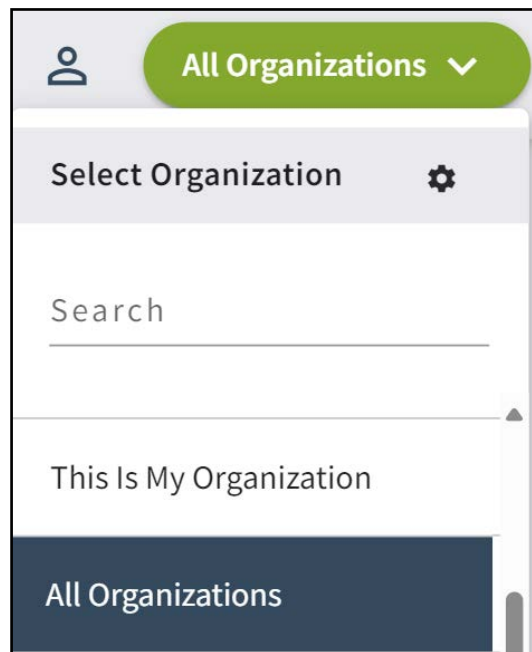 All Organizations
Select Organization
Search
This Is My Organization
All Organizations